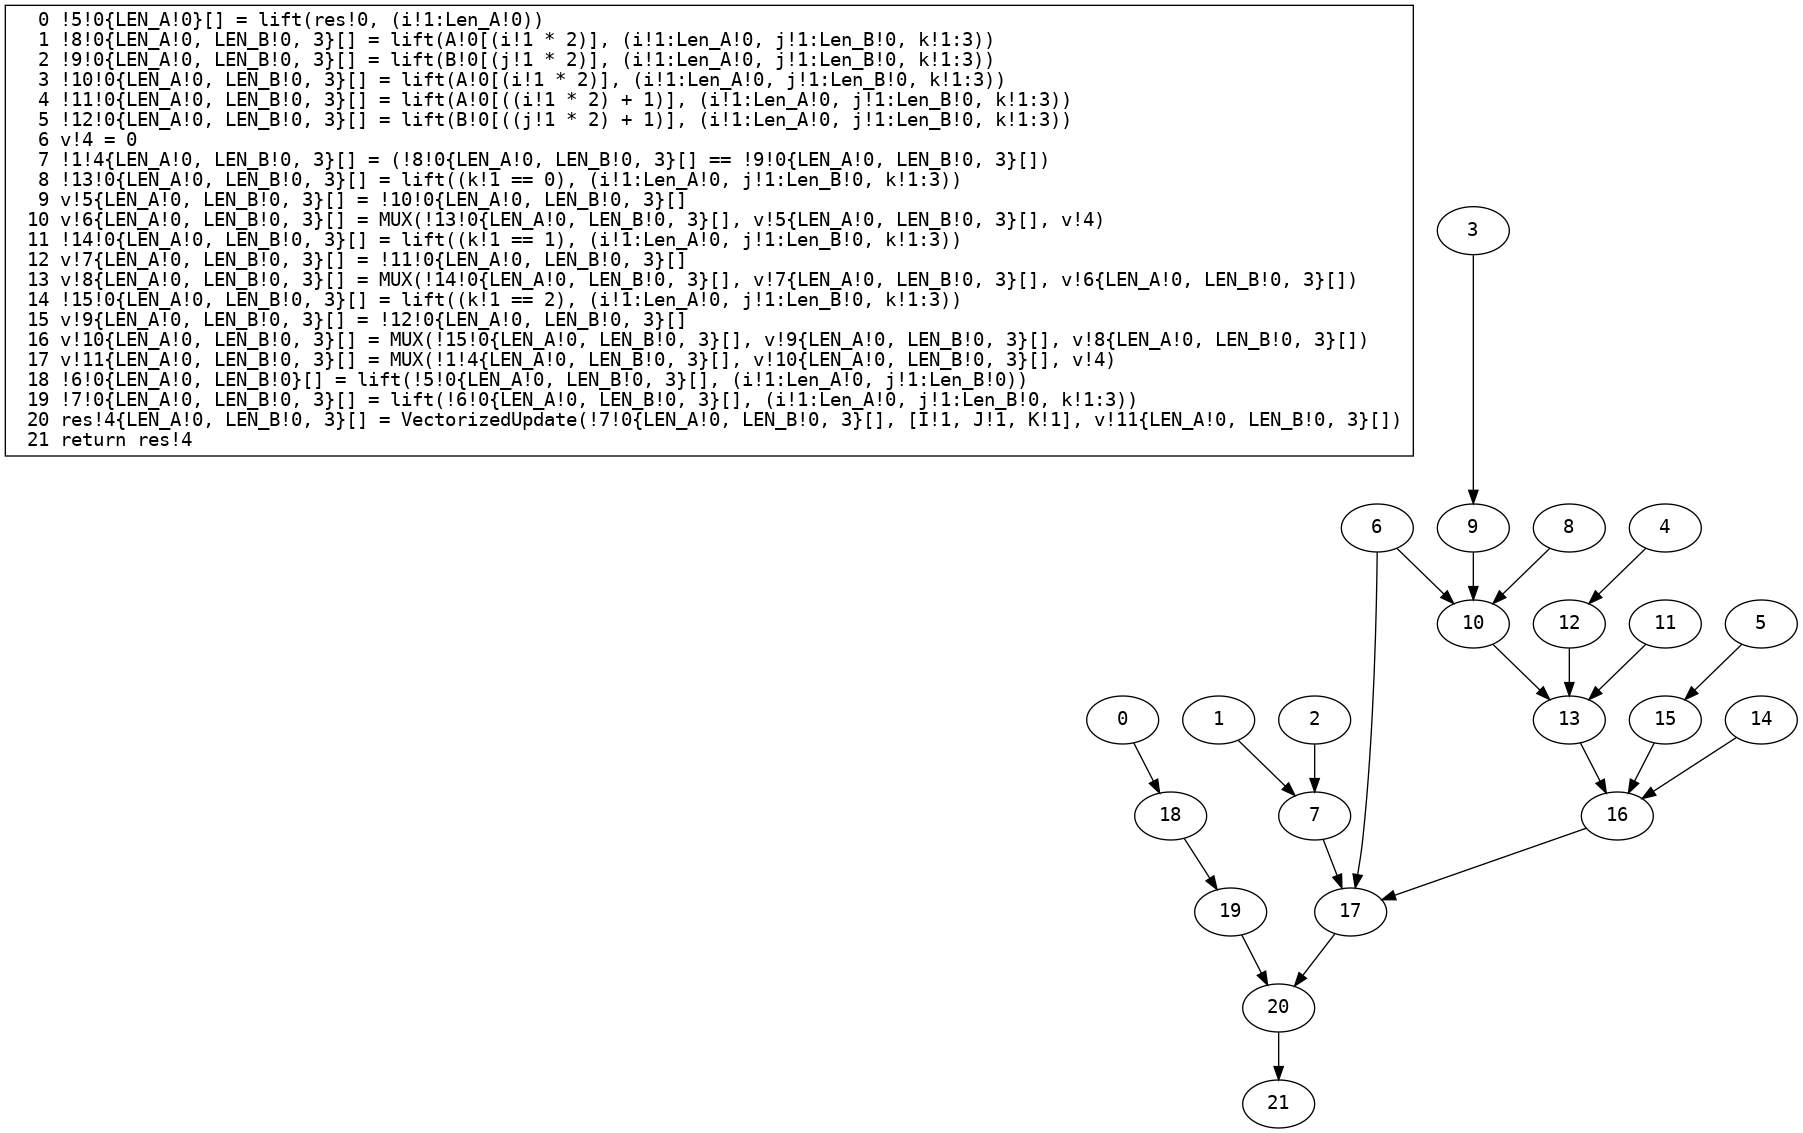 0 !5!0{LEN_A!0}[] = lift(res!0, (i!1:Len_A!0))
1 !8!0{LEN_A!0, LEN_B!0, 3}[] = lift(A!0[(i!1 * 2)], (i!1:Len_A!0, j!1:Len_B!0, k!1:3))
2 !9!0{LEN_A!0, LEN_B!0, 3}[] = lift(B!0[(j!1 * 2)], (i!1:Len_A!0, j!1:Len_B!0, k!1:3))
3 !10!0{LEN_A!0, LEN_B!0, 3}[] = lift(A!0[(i!1 * 2)], (i!1:Len_A!0, j!1:Len_B!0, k!1:3))
4 !11!0{LEN_A!0, LEN_B!0, 3}[] = lift(A!0[((i!1 * 2) + 1)], (i!1:Len_A!0, j!1:Len_B!0, k!1:3))
5 !12!0{LEN_A!0, LEN_B!0, 3}[] = lift(B!0[((j!1 * 2) + 1)], (i!1:Len_A!0, j!1:Len_B!0, k!1:3))
6 v!4 = 0
7 !1!4{LEN_A!0, LEN_B!0, 3}[] = (!8!0{LEN_A!0, LEN_B!0, 3}[] == !9!0{LEN_A!0, LEN_B!0, 3}[])
8 !13!0{LEN_A!0, LEN_B!0, 3}[] = lift((k!1 == 0), (i!1:Len_A!0, j!1:Len_B!0, k!1:3))
9 v!5{LEN_A!0, LEN_B!0, 3}[] = !10!0{LEN_A!0, LEN_B!0, 3}[]
10 v!6{LEN_A!0, LEN_B!0, 3}[] = MUX(!13!0{LEN_A!0, LEN_B!0, 3}[], v!5{LEN_A!0, LEN_B!0, 3}[], v!4)
11 !14!0{LEN_A!0, LEN_B!0, 3}[] = lift((k!1 == 1), (i!1:Len_A!0, j!1:Len_B!0, k!1:3))
12 v!7{LEN_A!0, LEN_B!0, 3}[] = !11!0{LEN_A!0, LEN_B!0, 3}[]
13 v!8{LEN_A!0, LEN_B!0, 3}[] = MUX(!14!0{LEN_A!0, LEN_B!0, 3}[], v!7{LEN_A!0, LEN_B!0, 3}[], v!6{LEN_A!0, LEN_B!0, 3}[])
14 !15!0{LEN_A!0, LEN_B!0, 3}[] = lift((k!1 == 2), (i!1:Len_A!0, j!1:Len_B!0, k!1:3))
15 v!9{LEN_A!0, LEN_B!0, 3}[] = !12!0{LEN_A!0, LEN_B!0, 3}[]
16 v!10{LEN_A!0, LEN_B!0, 3}[] = MUX(!15!0{LEN_A!0, LEN_B!0, 3}[], v!9{LEN_A!0, LEN_B!0, 3}[], v!8{LEN_A!0, LEN_B!0, 3}[])
17 v!11{LEN_A!0, LEN_B!0, 3}[] = MUX(!1!4{LEN_A!0, LEN_B!0, 3}[], v!10{LEN_A!0, LEN_B!0, 3}[], v!4)
18 !6!0{LEN_A!0, LEN_B!0}[] = lift(!5!0{LEN_A!0, LEN_B!0, 3}[], (i!1:Len_A!0, j!1:Len_B!0))
19 !7!0{LEN_A!0, LEN_B!0, 3}[] = lift(!6!0{LEN_A!0, LEN_B!0, 3}[], (i!1:Len_A!0, j!1:Len_B!0, k!1:3))
20 res!4{LEN_A!0, LEN_B!0, 3}[] = VectorizedUpdate(!7!0{LEN_A!0, LEN_B!0, 3}[], [I!1, J!1, K!1], v!11{LEN_A!0, LEN_B!0, 3}[])
21 return res!4
3
6 9 8 4
10 12 11 5
0 1 2 13 15 14
18 7 16
19 17
20
21